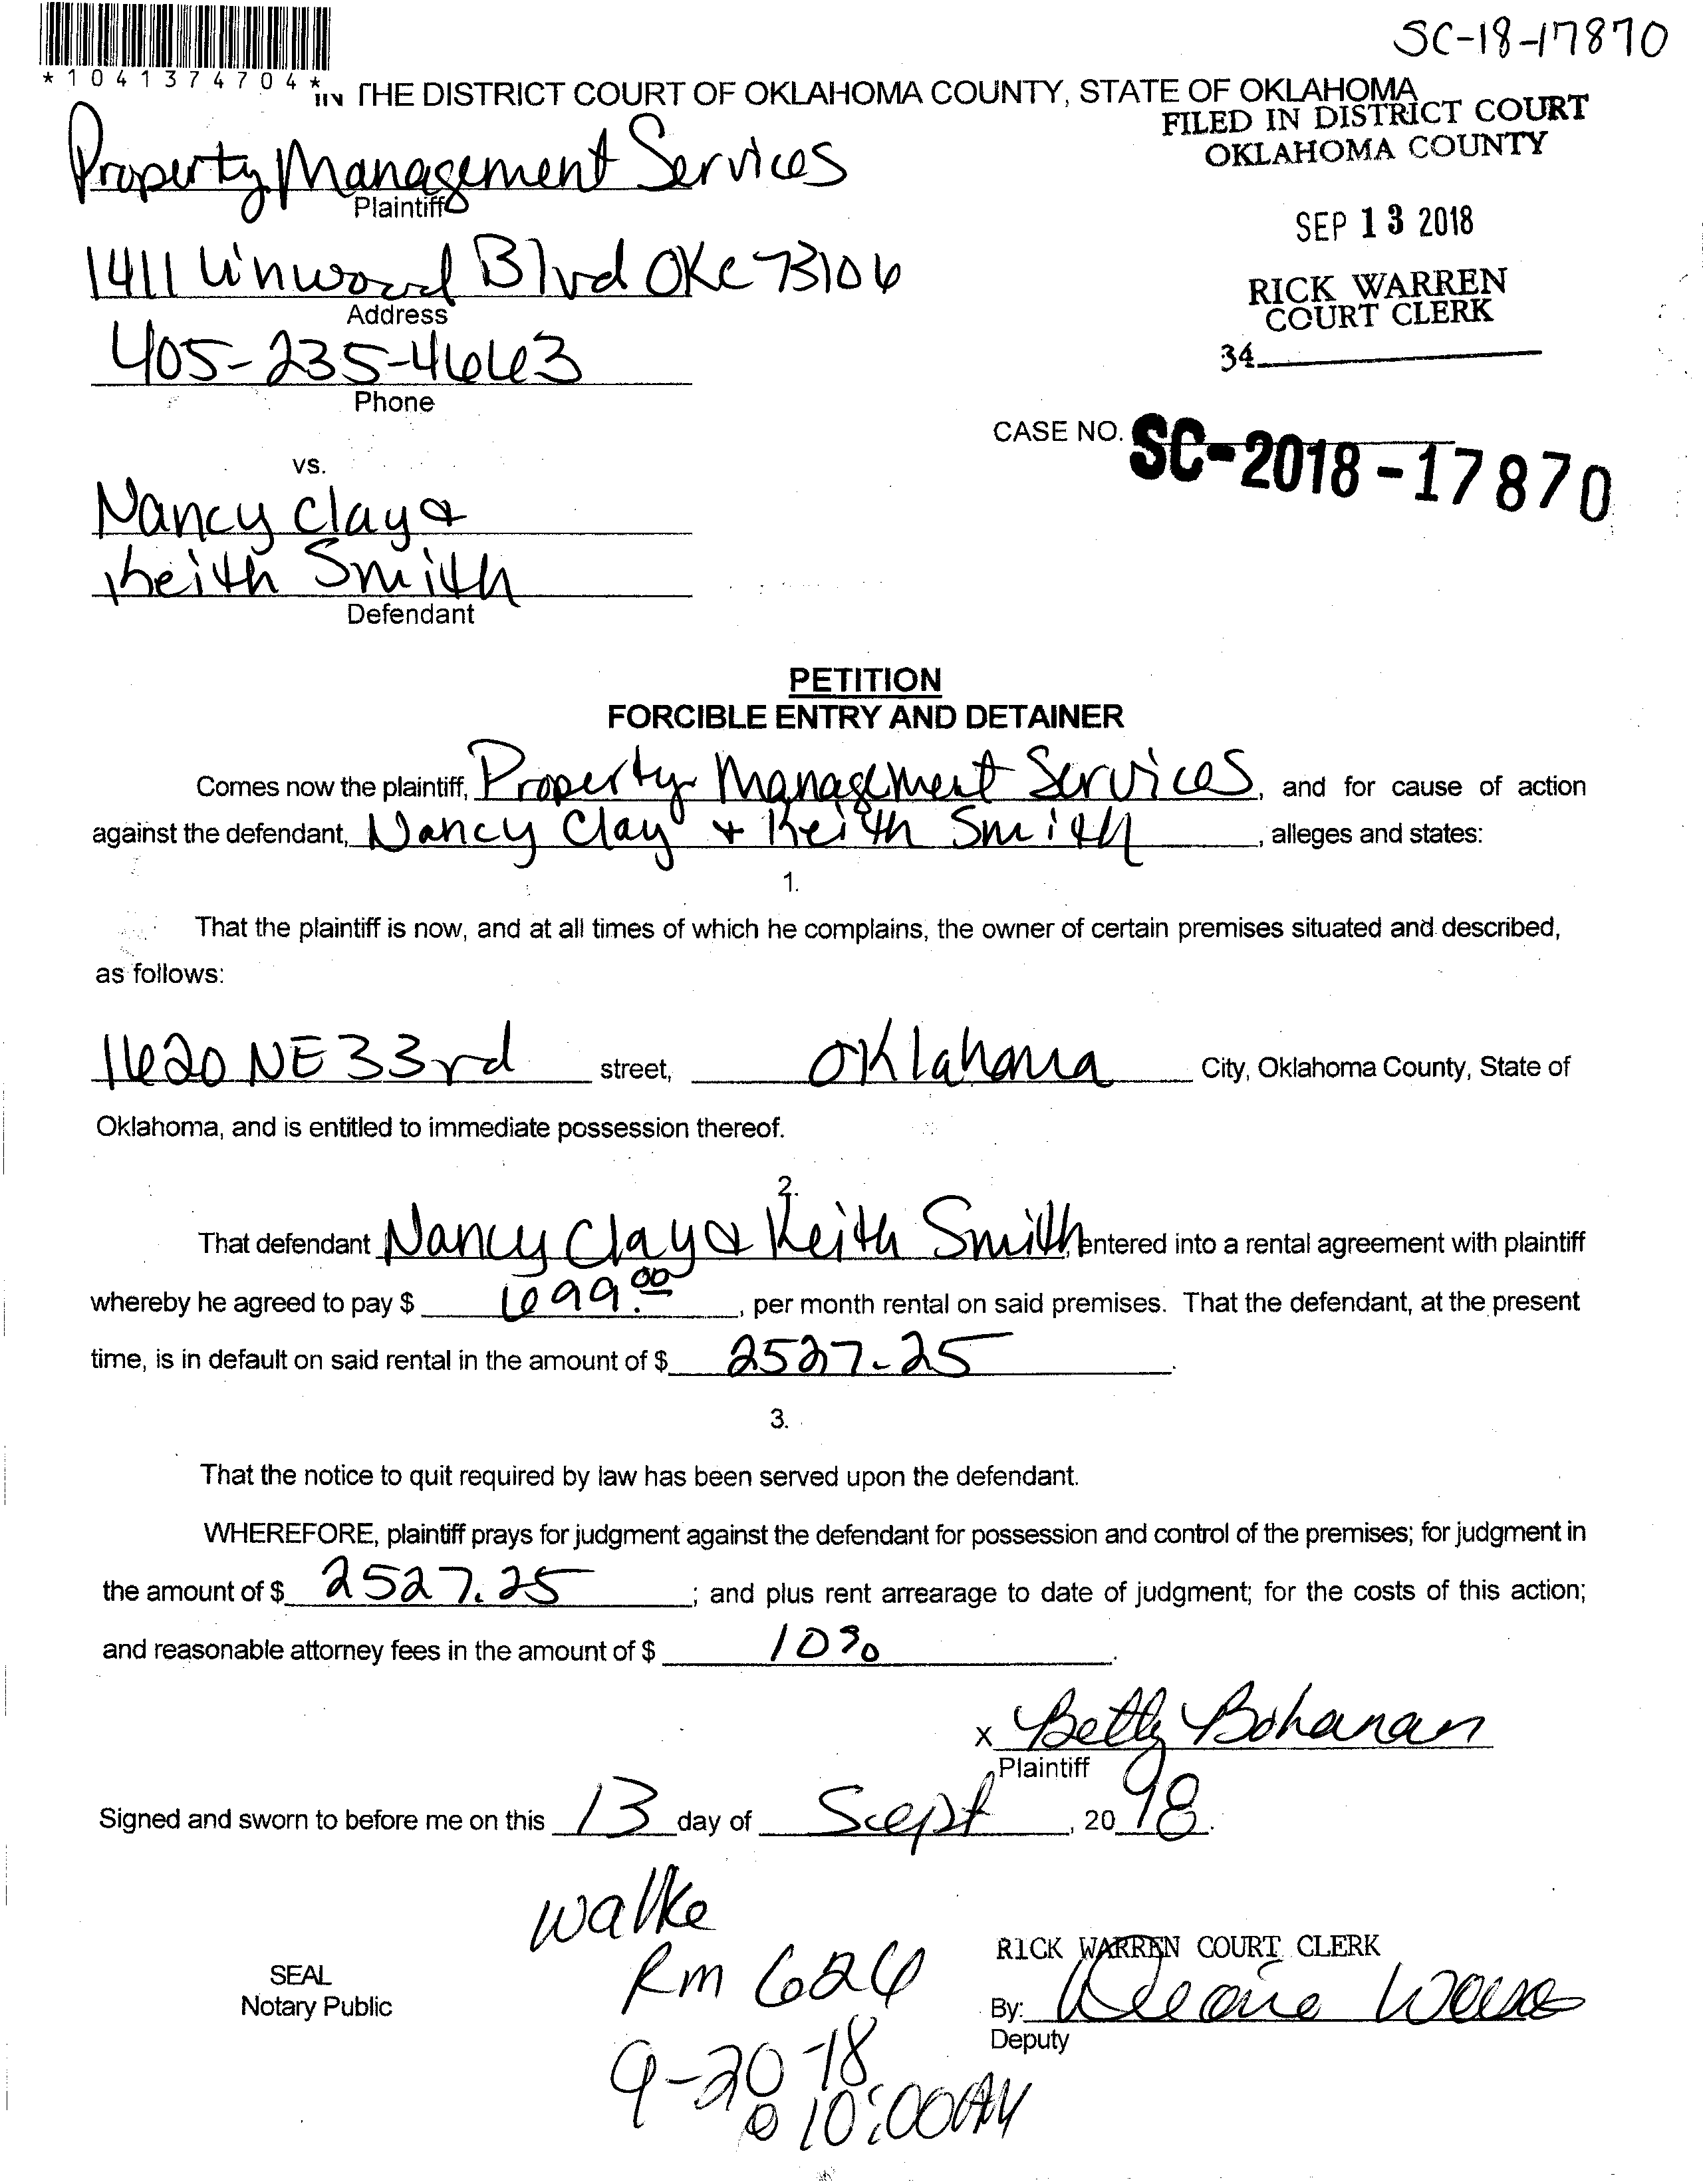 SC-18-17870
*1041374704*
IN THE DISTRICT COURT OF OKLAHOMA COUNTY, STATE OF OKLAHOMA
FILED IN DISTRICT COURT
OKLAHOMA COUNTY
Property Management Services
Plaintiff
SEP 13 2018
1411 Linwood Blvd OKC 73106
Address
RICK WARREN
COURT CLERK
405-235-4663
34
Phone
CASE NO. SC-2018-17870
vs.
Nancy Clay &
Keith Smith
Defendant
PETITION
FORCIBLE ENTRY AND DETAINER
Comes now the plaintiff, Property Management Services, and for cause of action
against the defendant, Nancy Clay + Keith Smith, alleges and states:
1.
That the plaintiff is now, and at all times of which he complains, the owner of certain premises situated and described,
as follows:
1620 NE 33rd street, Oklahoma City, Oklahoma County, State of
Oklahoma, and is entitled to immediate possession thereof.
2.
That defendant Nancy Clay & Keith Smith, entered into a rental agreement with plaintiff
whereby he agreed to pay $ 699.00, per month rental on said premises. That the defendant, at the present
time, is in default on said rental in the amount of $ 2527.25.
3.
That the notice to quit required by law has been served upon the defendant.
WHEREFORE, plaintiff prays for judgment against the defendant for possession and control of the premises; for judgment in
the amount of $ 2527.25; and plus rent arrearage to date of judgment; for the costs of this action;
and reasonable attorney fees in the amount of $ 10%.
x Betty Bohanan
Plaintiff
Signed and sworn to before me on this 13 day of Sept, 2018.
Walke
Rm 626
RICK WARREN COURT CLERK
SEAL
Notary Public
By:
Deputy
9-20-18
@ 10:00AM